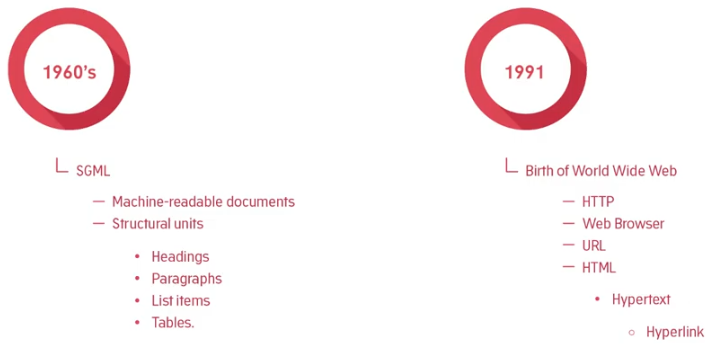 1960's
SGML
— Machine-readable documents
— Structural units
• Headings
• Paragraphs
• List items
• Tables.
1991
Birth of World Wide Web
— HTTP
— Web Browser
— URL
— HTML
• Hypertext
○ Hyperlink